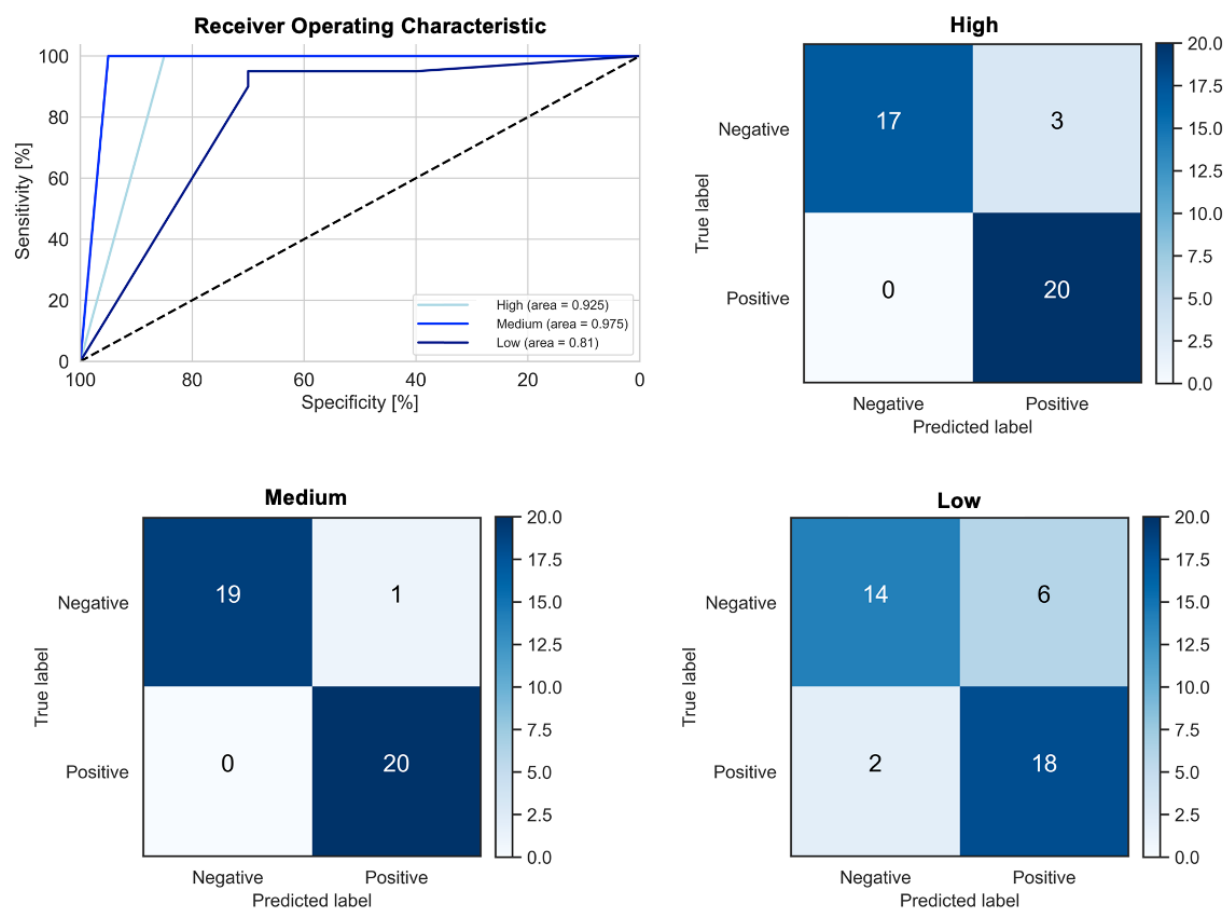 Receiver Operating Characteristic
100
80
60
40
20
0
Sensitivity [%]
100 80 60 40 20 0
Specificity [%]
High (area = 0.925)
Medium (area = 0.975)
Low (area = 0.81)
High
Negative
Positive
True label
17 3
0 20
Negative Positive
Predicted label
20.0
17.5
15.0
12.5
10.0
7.5
5.0
2.5
0.0
Medium
Negative
Positive
True label
19 1
0 20
Negative Positive
Predicted label
20.0
17.5
15.0
12.5
10.0
7.5
5.0
2.5
0.0
Low
Negative
Positive
True label
14 6
2 18
Negative Positive
Predicted label
20.0
17.5
15.0
12.5
10.0
7.5
5.0
2.5
0.0